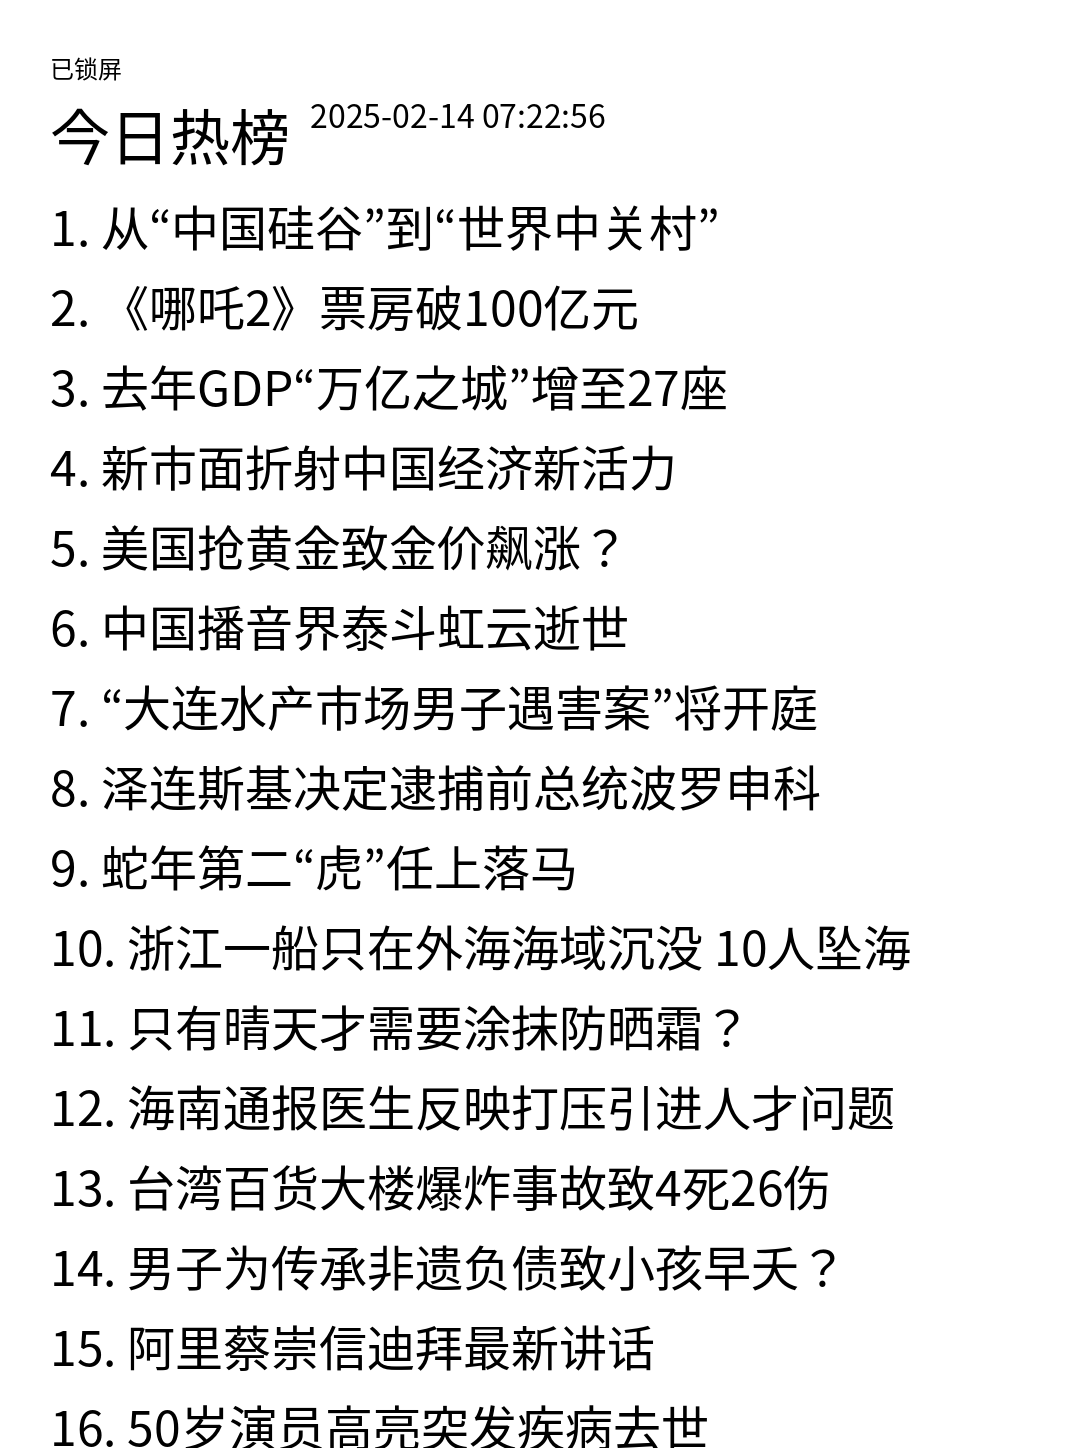 已锁屏
今日热榜 2025-02-14 07:22:56
1. 从“中国硅谷”到“世界中关村”
2. 《哪吒2》票房破100亿元
3. 去年GDP“万亿之城”增至27座
4. 新市面折射中国经济新活力
5. 美国抢黄金致金价飙涨？
6. 中国播音界泰斗虹云逝世
7. “大连水产市场男子遇害案”将开庭
8. 泽连斯基决定逮捕前总统波罗申科
9. 蛇年第二“虎”任上落马
10. 浙江一船只在外海海域沉没 10人坠海
11. 只有晴天才需要涂抹防晒霜？
12. 海南通报医生反映打压引进人才问题
13. 台湾百货大楼爆炸事故致4死26伤
14. 男子为传承非遗负债致小孩早夭？
15. 阿里蔡崇信迪拜最新讲话
16. 50岁演员高亮突发疾病去世